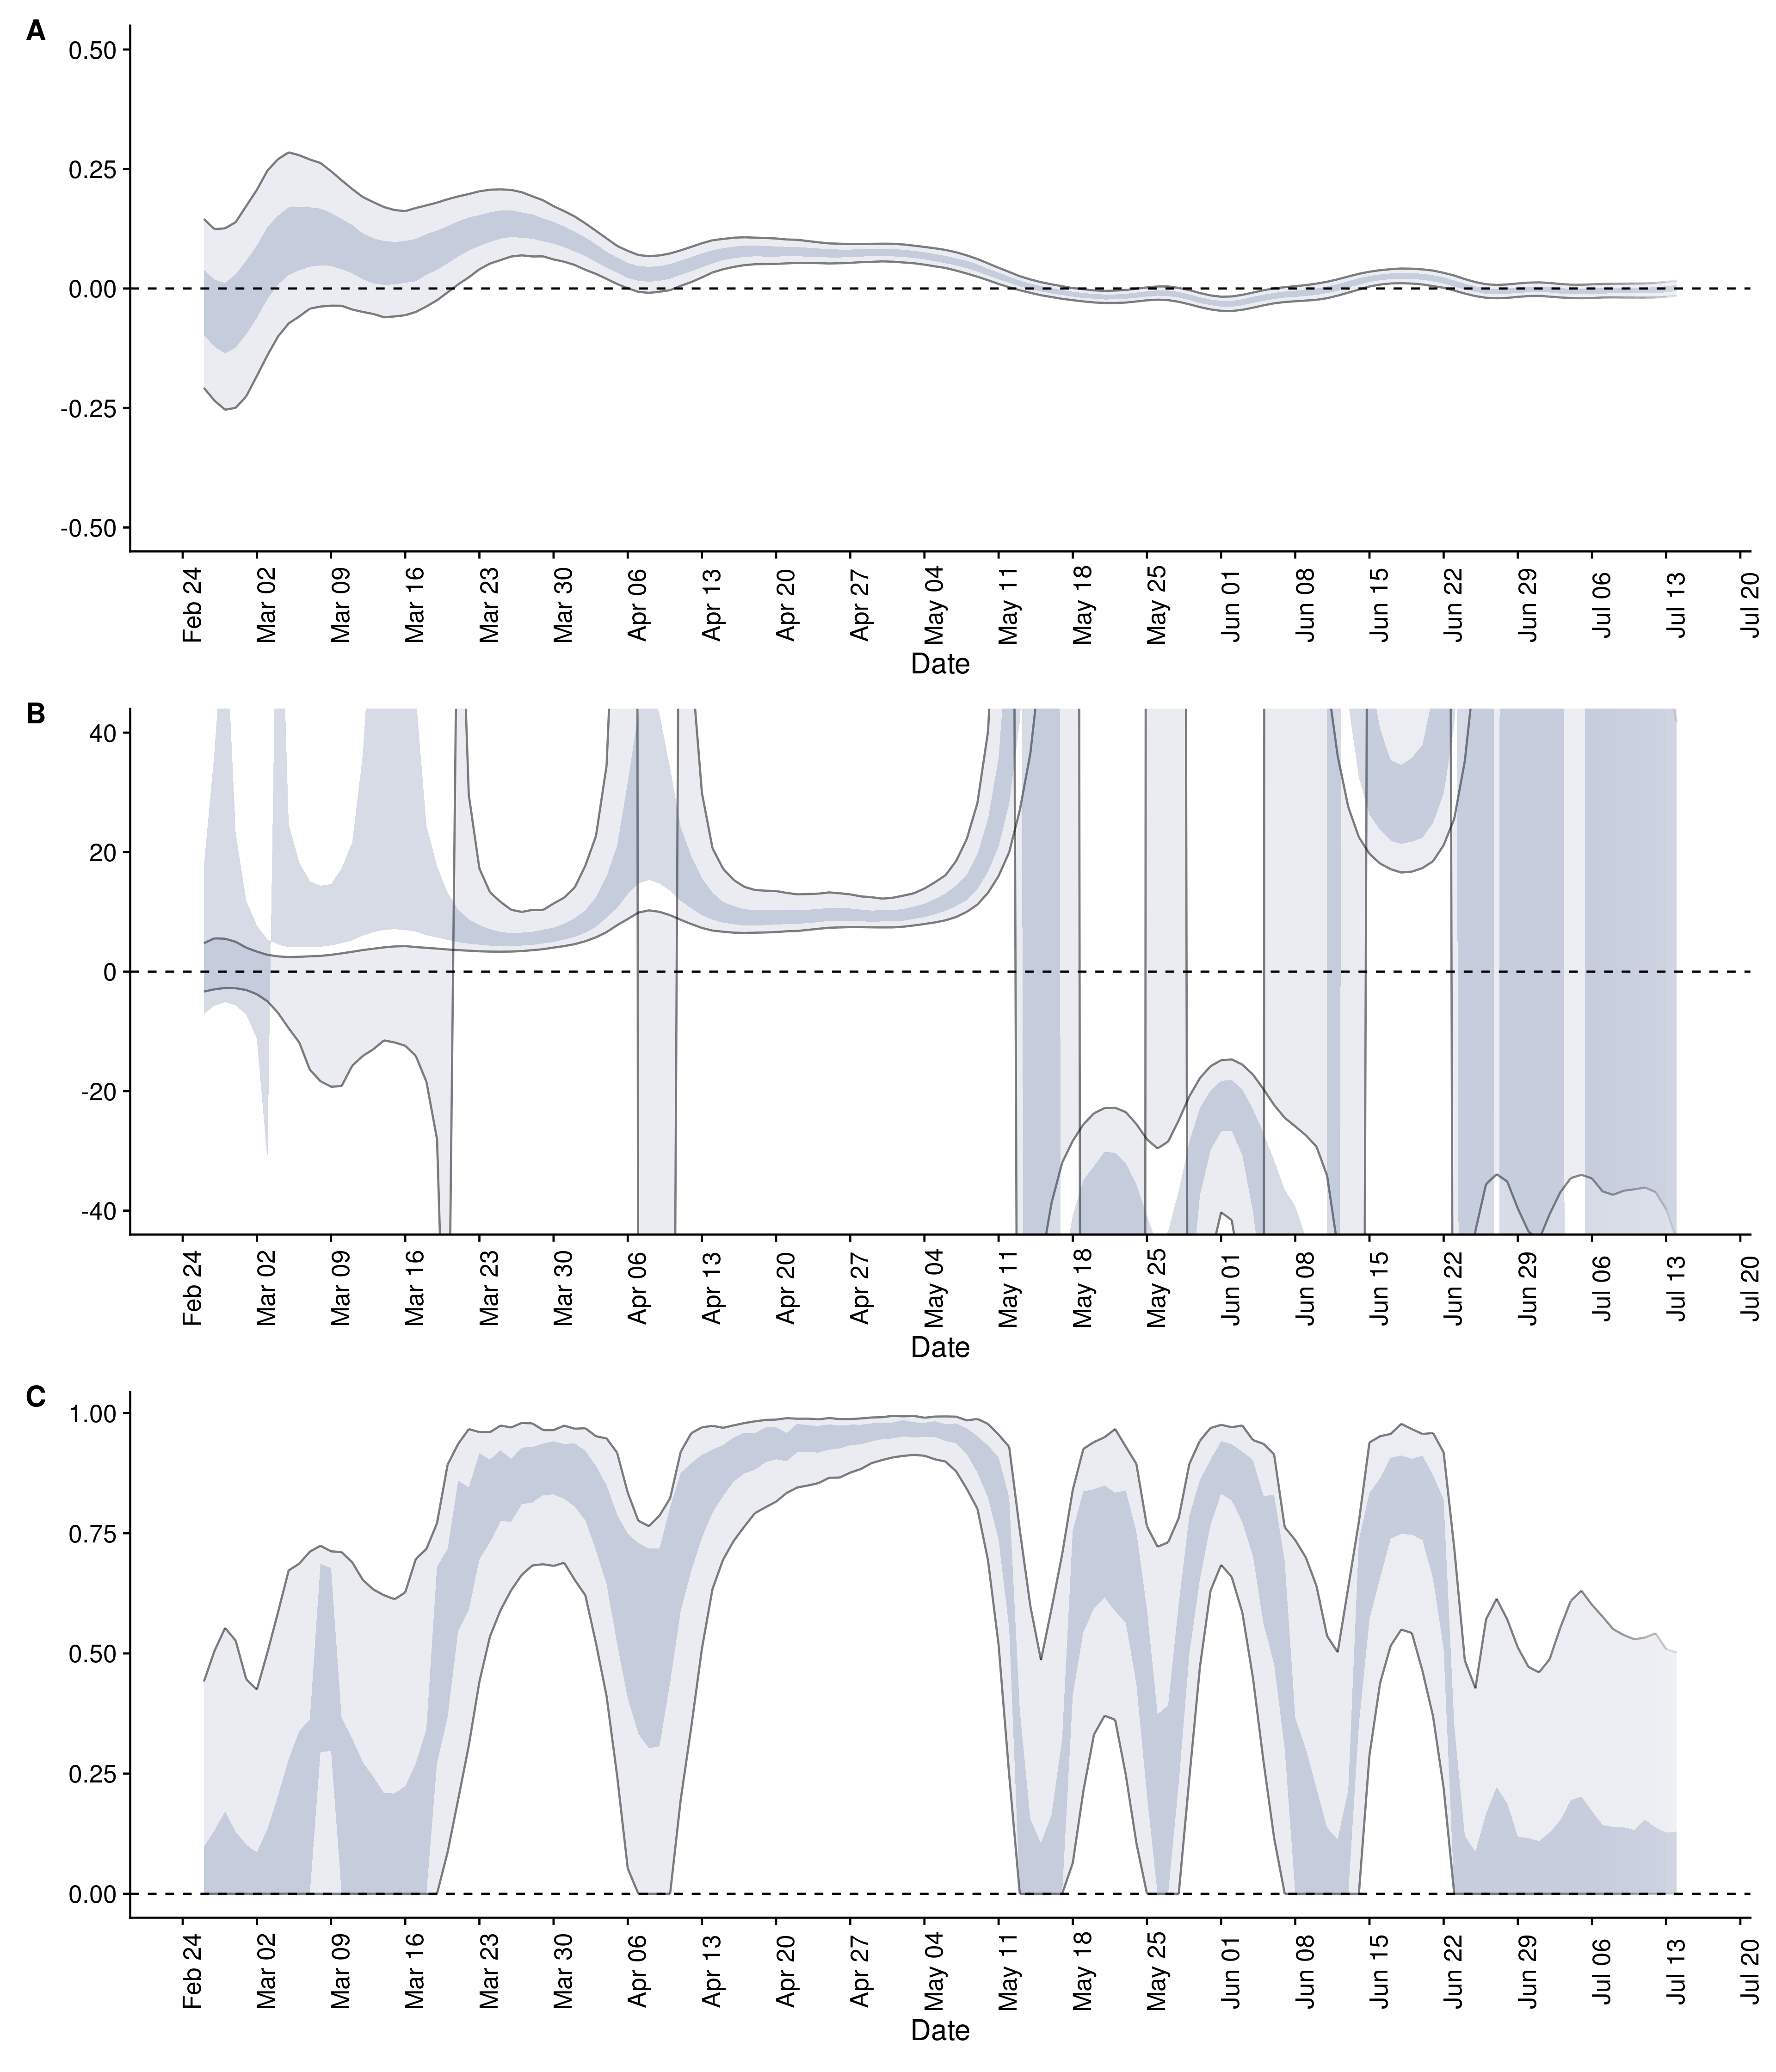 A
0.50
0.25
0.00
-0.25
-0.50
Feb 24
Mar 02
Mar 09
Mar 16
Mar 23
Mar 30
Apr 06
Apr 13
Apr 20
Apr 27
May 04
May 11
May 18
May 25
Jun 01
Jun 08
Jun 15
Jun 22
Jun 29
Jul 06
Jul 13
Jul 20
Date
B
40
20
0
-20
-40
Feb 24
Mar 02
Mar 09
Mar 16
Mar 23
Mar 30
Apr 06
Apr 13
Apr 20
Apr 27
May 04
May 11
May 18
May 25
Jun 01
Jun 08
Jun 15
Jun 22
Jun 29
Jul 06
Jul 13
Jul 20
Date
C
1.00
0.75
0.50
0.25
0.00
Feb 24
Mar 02
Mar 09
Mar 16
Mar 23
Mar 30
Apr 06
Apr 13
Apr 20
Apr 27
May 04
May 11
May 18
May 25
Jun 01
Jun 08
Jun 15
Jun 22
Jun 29
Jul 06
Jul 13
Jul 20
Date